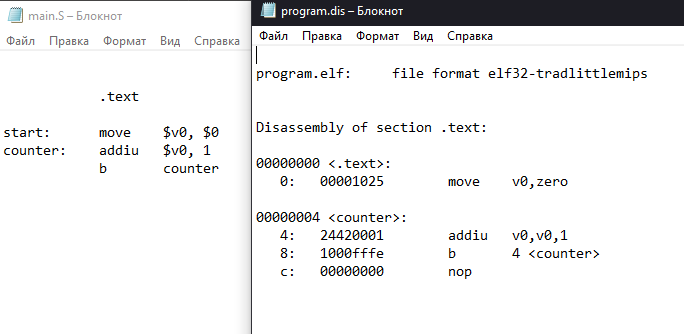 main.S – Блокнот
Файл Правка Формат Вид Справка
.text
start: move $v0, $0
counter: addiu $v0, 1
b counter
program.dis – Блокнот
Файл Правка Формат Вид Справка
program.elf: file format elf32-tradlittlemips
Disassembly of section .text:
00000000 <.text>:
0: 00001025 move v0,zero
00000004 <counter>:
4: 24420001 addiu v0,v0,1
8: 1000fffe b 4 <counter>
c: 00000000 nop